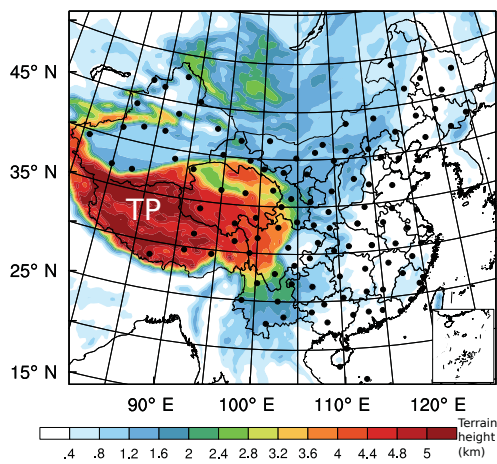 45° N
35° N
TP
25° N
15° N
90° E 100° E 110° E 120° E
.4 .8 1.2 1.6 2 2.4 2.8 3.2 3.6 4 4.4 4.8 5
Terrain
height
(km)